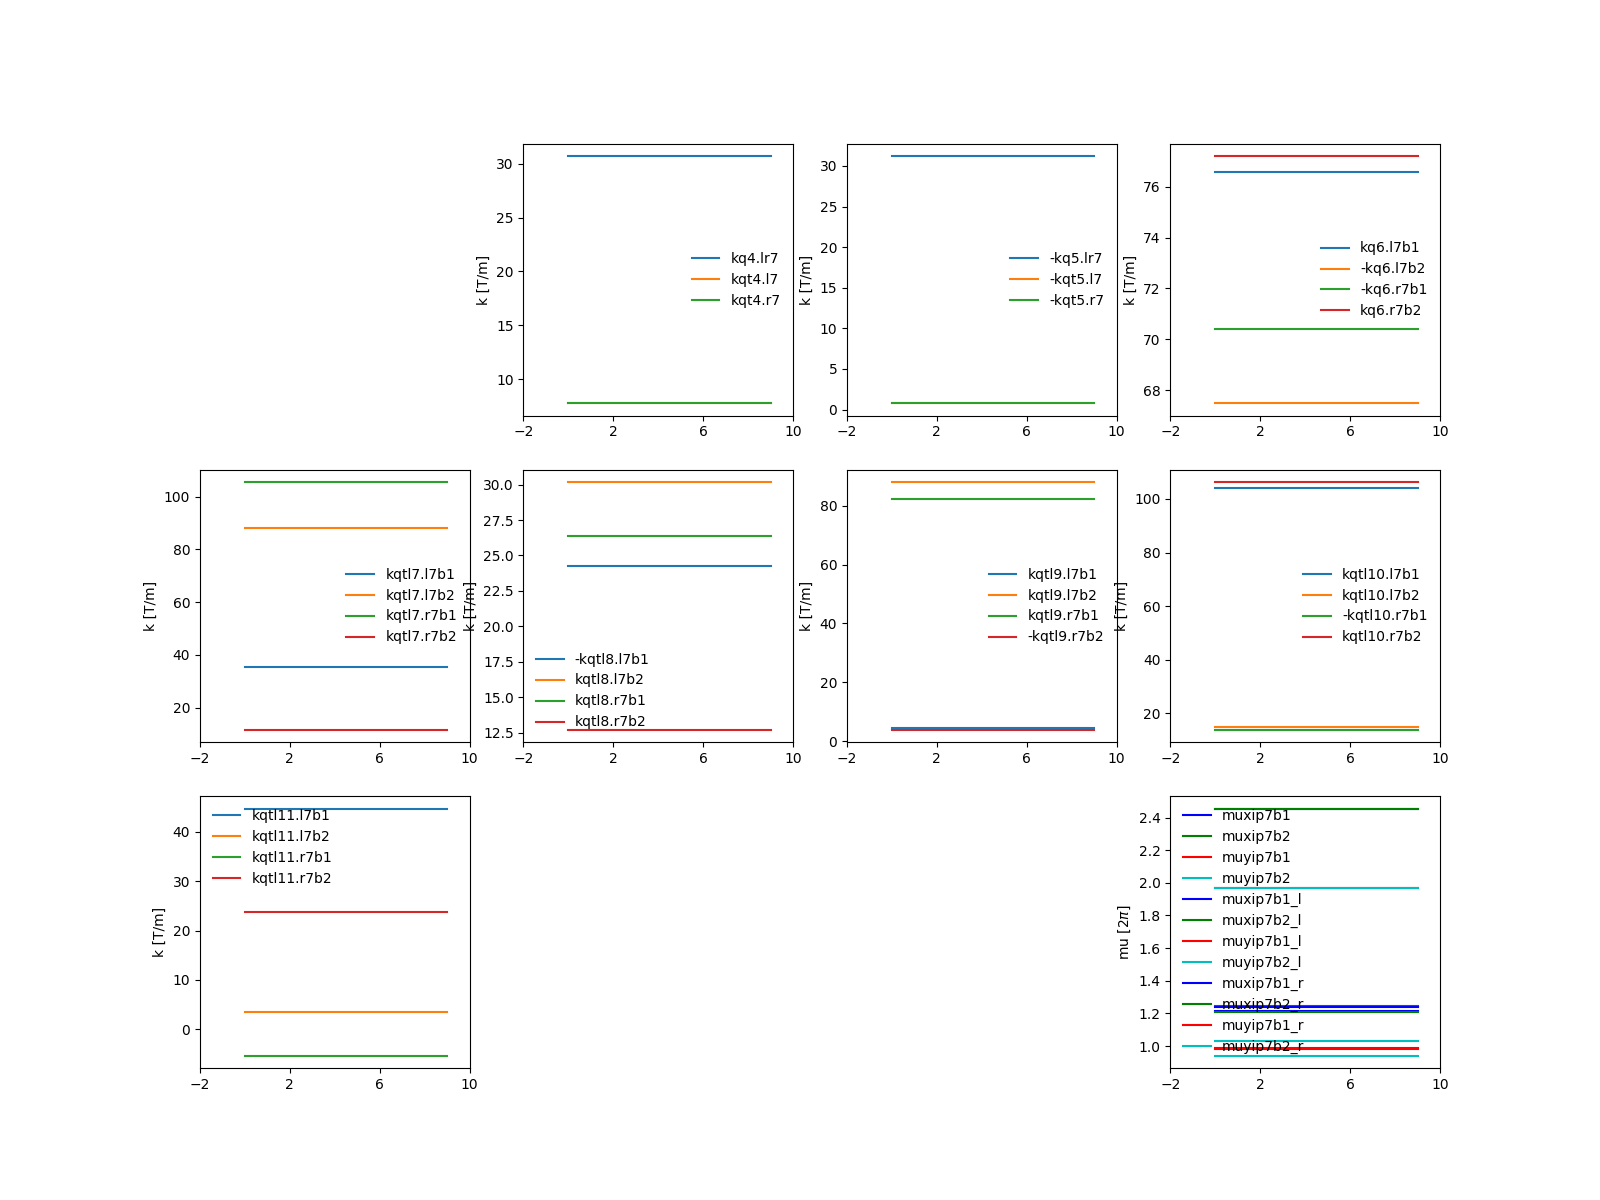 30
25
20
15
10
k [T/m]
kq4.lr7
kqt4.l7
kqt4.r7
−2
2
6
10
30
25
20
15
10
5
0
k [T/m]
-kq5.lr7
-kqt5.l7
-kqt5.r7
−2
2
6
10
76
74
72
70
68
k [T/m]
kq6.l7b1
-kq6.l7b2
-kq6.r7b1
kq6.r7b2
−2
2
6
10
100
80
60
40
20
k [T/m]
kqtl7.l7b1
kqtl7.l7b2
kqtl7.r7b1
kqtl7.r7b2
−2
2
6
10
30.0
27.5
25.0
22.5
20.0
17.5
15.0
12.5
k [T/m]
-kqtl8.l7b1
kqtl8.l7b2
kqtl8.r7b1
kqtl8.r7b2
−2
2
6
10
80
60
40
20
0
k [T/m]
kqtl9.l7b1
kqtl9.l7b2
kqtl9.r7b1
-kqtl9.r7b2
−2
2
6
10
100
80
60
40
20
k [T/m]
kqtl10.l7b1
kqtl10.l7b2
-kqtl10.r7b1
kqtl10.r7b2
−2
2
6
10
40
30
20
10
0
k [T/m]
kqtl11.l7b1
kqtl11.l7b2
kqtl11.r7b1
kqtl11.r7b2
−2
2
6
10
2.4
2.2
2.0
1.8
1.6
1.4
1.2
1.0
mu [2π]
muxip7b1
muxip7b2
muyip7b1
muyip7b2
muxip7b1_l
muxip7b2_l
muyip7b1_l
muyip7b2_l
muxip7b1_r
muxip7b2_r
muyip7b1_r
muyip7b2_r
−2
2
6
10